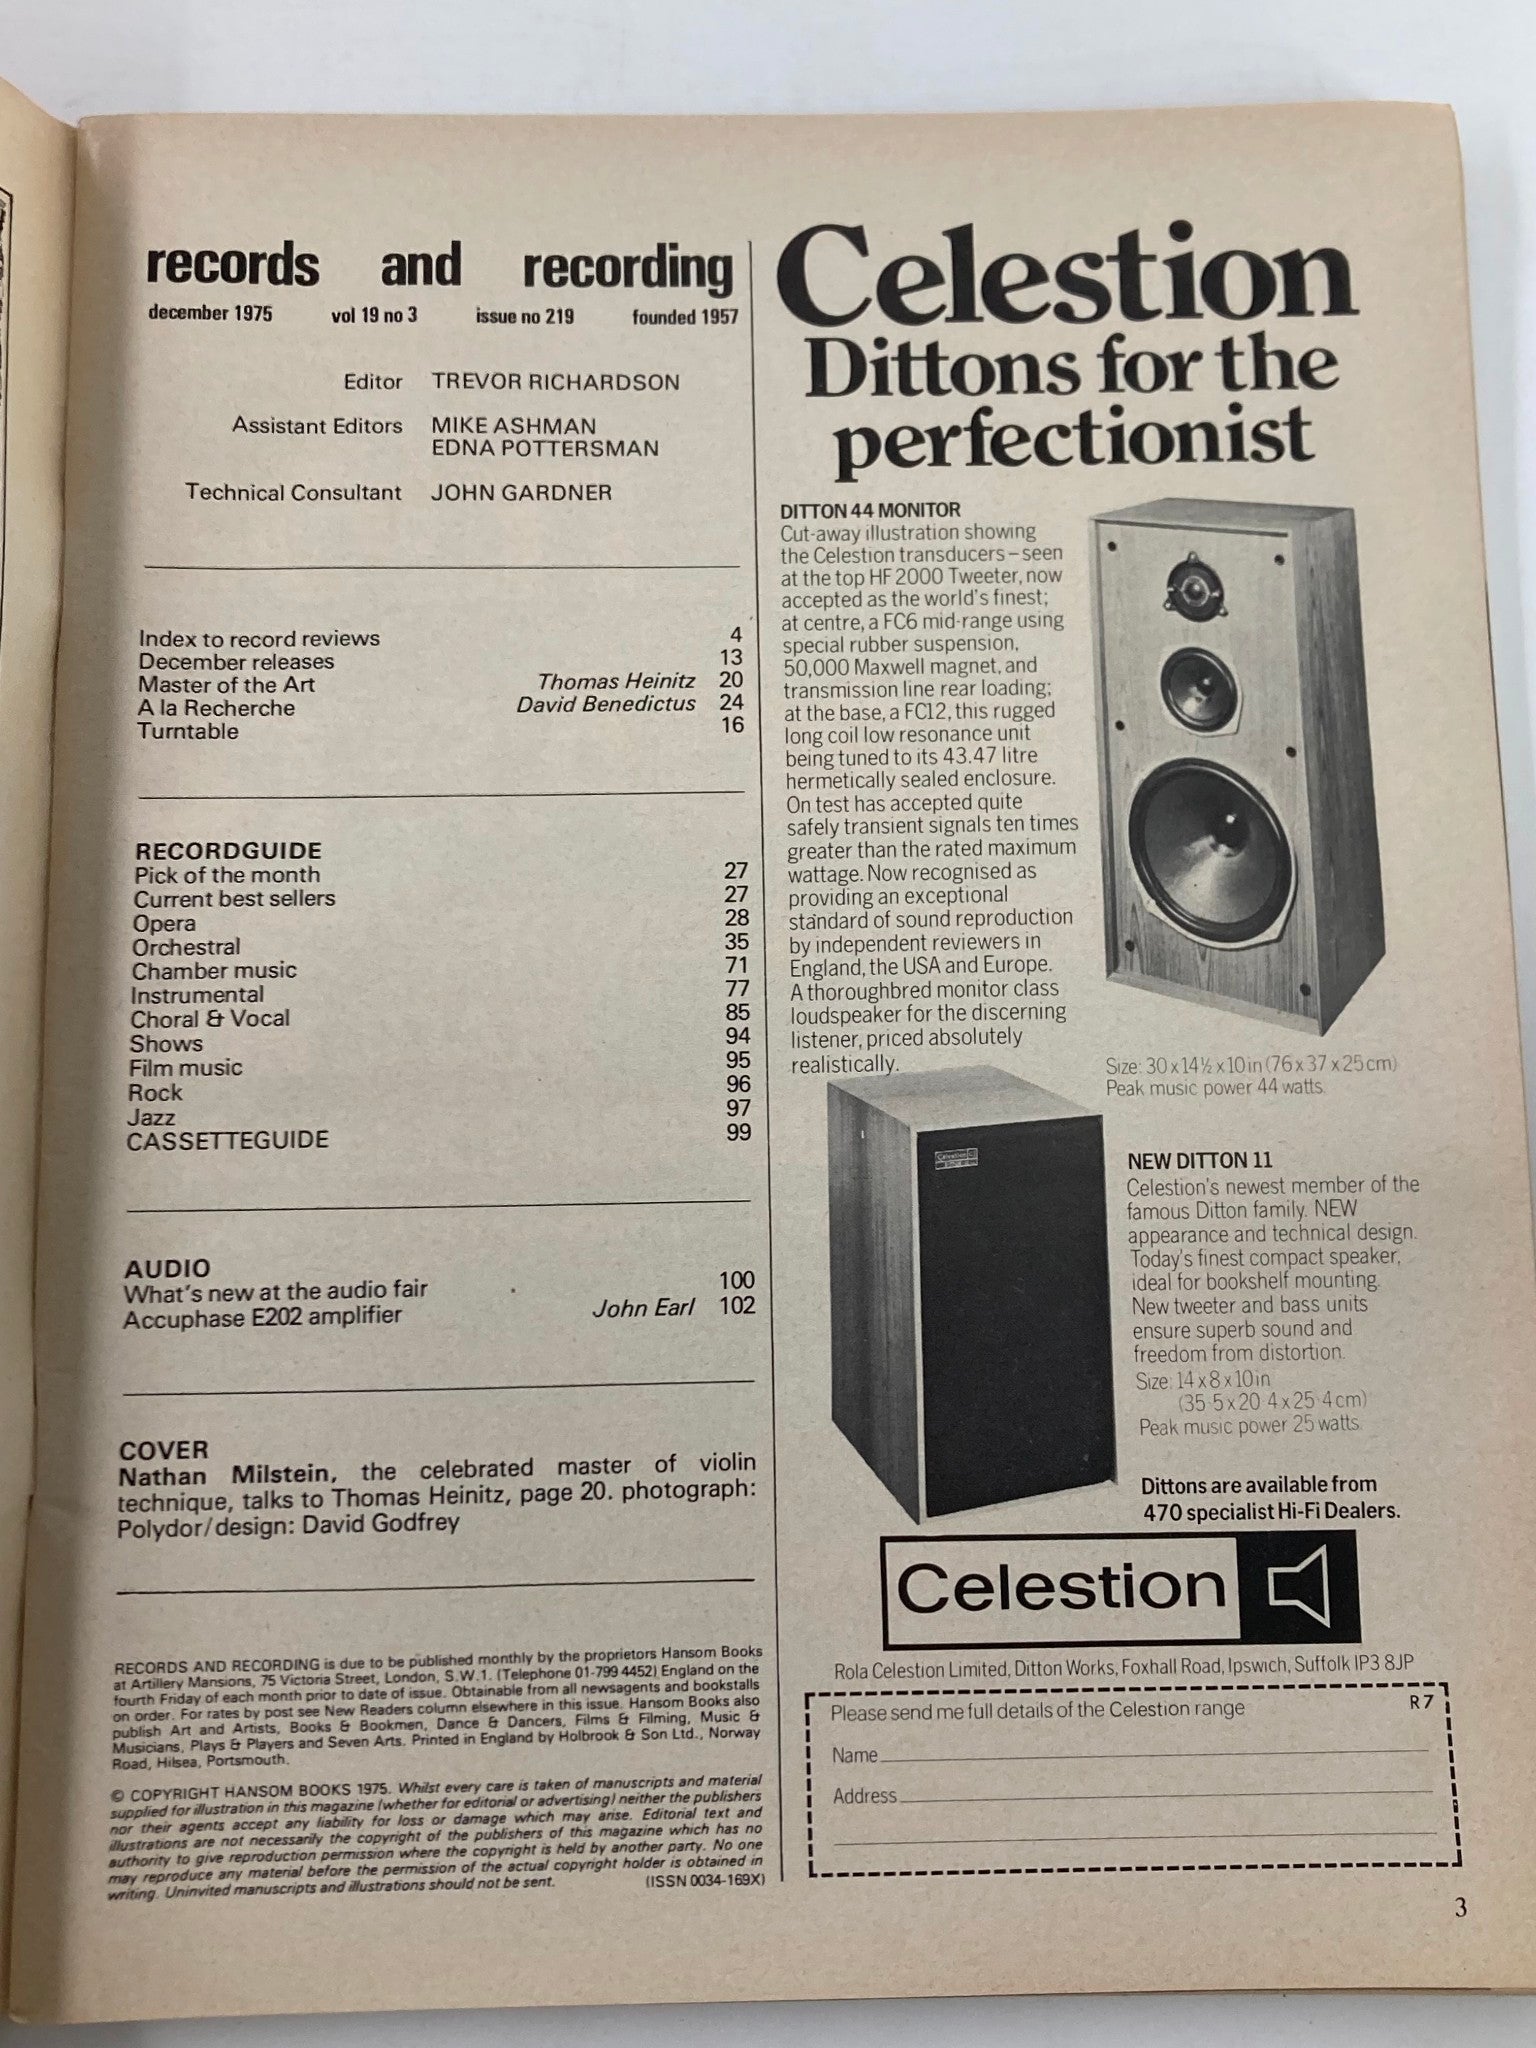 records and recording
december 1975 vol 19 no 3 issue no 219 founded 1957
Editor TREVOR RICHARDSON
Assistant Editors MIKE ASHMAN
EDNA POTTERSMAN
Technical Consultant JOHN GARDNER
Index to record reviews 4
December releases 13
Master of the Art Thomas Heinitz 20
A la Recherche David Benedictus 24
Turntable 16
RECORDGUIDE
Pick of the month 27
Current best sellers 27
Opera 28
Orchestral 35
Chamber music 71
Instrumental 77
Choral & Vocal 85
Shows 94
Film music 95
Rock 96
Jazz 97
CASSETTEGUIDE 99
AUDIO
What's new at the audio fair 100
Accuphase E202 amplifier John Earl 102
COVER
Nathan Milstein, the celebrated master of violin
technique, talks to Thomas Heinitz, page 20. photograph:
Polydor/design: David Godfrey
RECORDS AND RECORDING is due to be published monthly by the proprietors Hansom Books
at Artillery Mansions, 75 Victoria Street, London, S.W.1. (Telephone 01-799 4452) England on the
fourth Friday of each month prior to date of issue. Obtainable from all newsagents and bookstalls
on order. For rates by post see New Readers column elsewhere in this issue. Hansom Books also
publish Art and Artists, Books & Bookmen, Dance & Dancers, Films & Filming, Music &
Musicians, Plays & Players and Seven Arts. Printed in England by Holbrook & Son Ltd., Norway
Road, Hilsea, Portsmouth.
© COPYRIGHT HANSOM BOOKS 1975. Whilst every care is taken of manuscripts and material
supplied for illustration in this magazine (whether for editorial or advertising) neither the publishers
nor their agents accept any liability for loss or damage which may arise. Editorial text and
illustrations are not necessarily the copyright of the publishers of this magazine which has no
authority to give reproduction permission where the copyright is held by another party. No one
may reproduce any material before the permission of the actual copyright holder is obtained in
writing. Uninvited manuscripts and illustrations should not be sent. (ISSN 0034-169X)
Celestion
Dittons for the
perfectionist
DITTON 44 MONITOR
Cut-away illustration showing
the Celestion transducers – seen
at the top HF 2000 Tweeter, now
accepted as the world's finest;
at centre, a FC6 mid-range using
special rubber suspension,
50,000 Maxwell magnet, and
transmission line rear loading;
at the base, a FC12, this rugged
long coil low resonance unit
being tuned to its 43.47 litre
hermetically sealed enclosure.
On test has accepted quite
safely transient signals ten times
greater than the rated maximum
wattage. Now recognised as
providing an exceptional
standard of sound reproduction
by independent reviewers in
England, the USA and Europe.
A thoroughbred monitor class
loudspeaker for the discerning
listener, priced absolutely
realistically.
Size: 30 x 14½ x 10 in (76 x 37 x 25 cm)
Peak music power 44 watts.
Celestion
NEW DITTON 11
Celestion's newest member of the
famous Ditton family. NEW
appearance and technical design.
Today's finest compact speaker,
ideal for bookshelf mounting.
New tweeter and bass units
ensure superb sound and
freedom from distortion.
Size: 14 x 8 x 10 in
(35·5 x 20·4 x 25·4 cm)
Peak music power 25 watts.
Dittons are available from
470 specialist Hi-Fi Dealers.
Celestion
Rola Celestion Limited, Ditton Works, Foxhall Road, Ipswich, Suffolk IP3 8JP
Please send me full details of the Celestion range R7
Name
Address
3